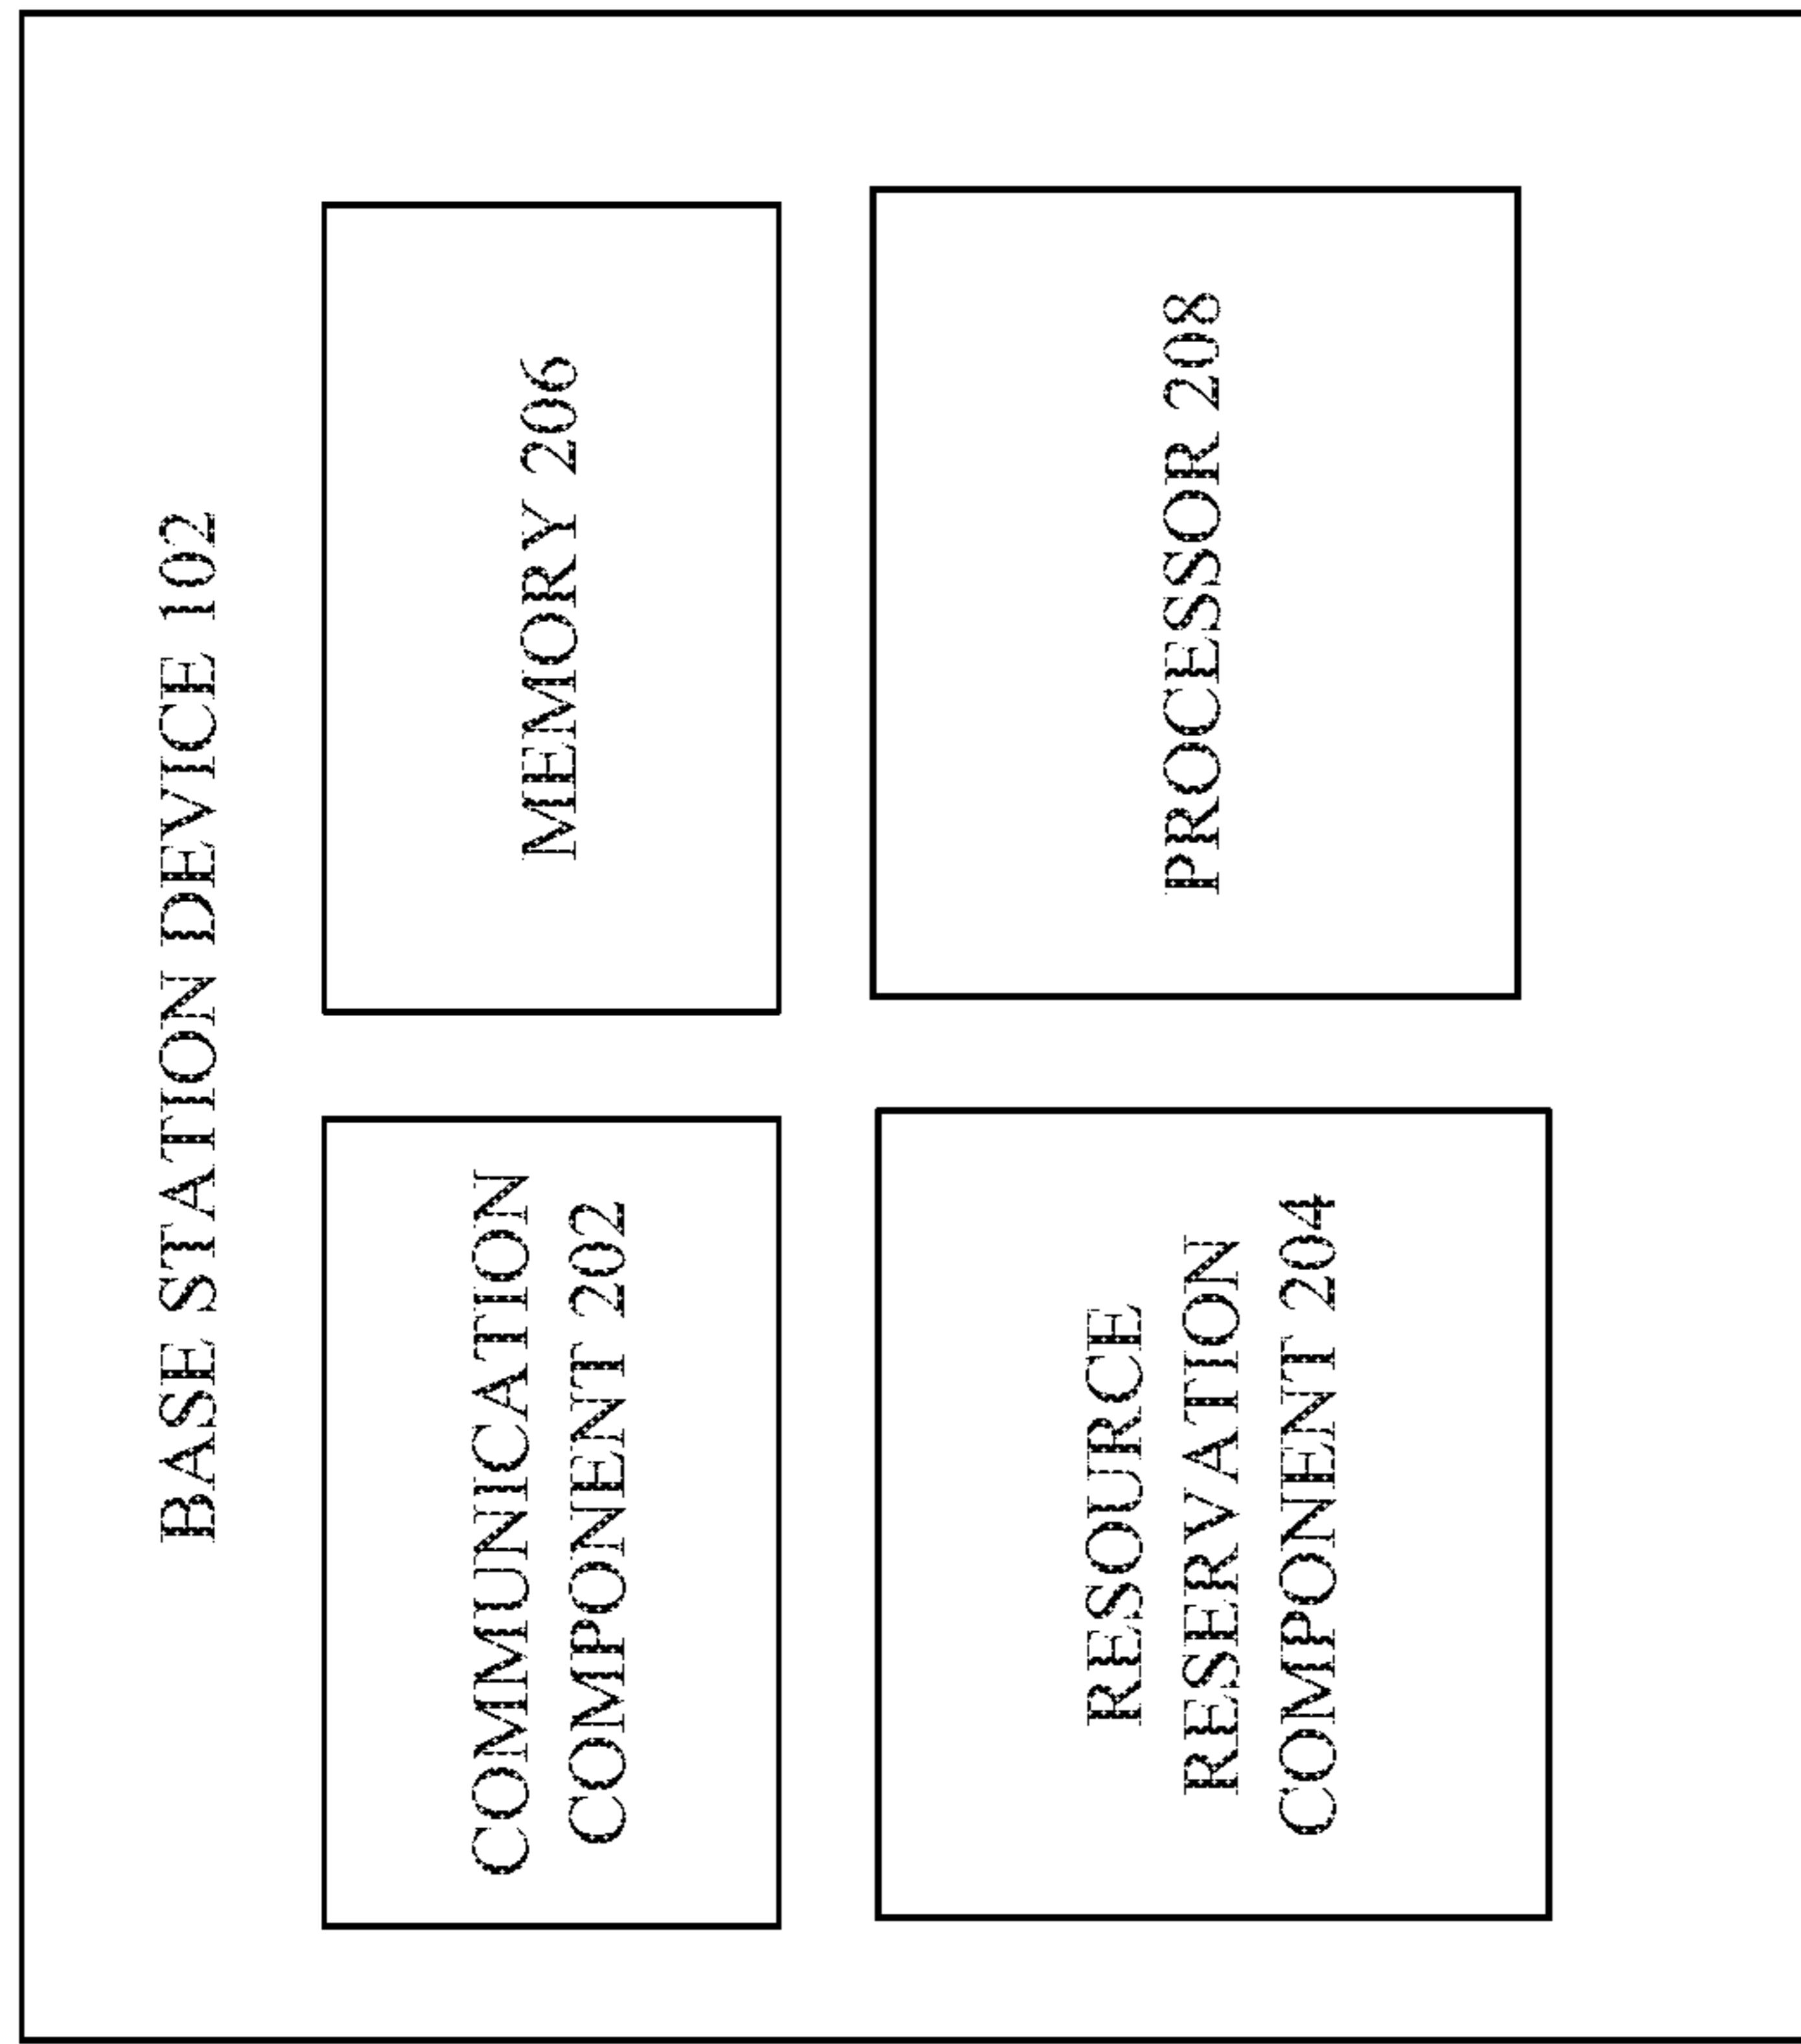 BASE STATION DEVICE 102
COMMUNICATION
COMPONENT 202
MEMORY 206
RESOURCE
RESERVATION
COMPONENT 204
PROCESSOR 208